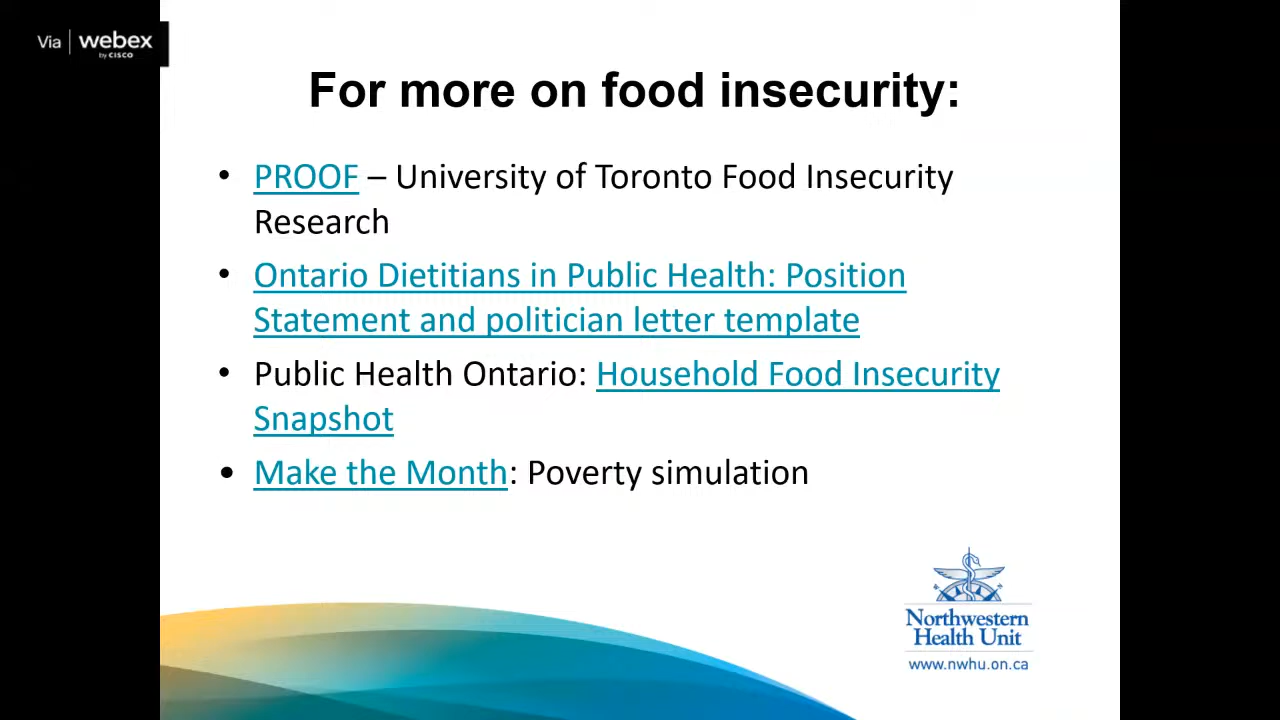 Via webex
by CISCO
For more on food insecurity:
• PROOF – University of Toronto Food Insecurity
Research
• Ontario Dietitians in Public Health: Position
Statement and politician letter template
• Public Health Ontario: Household Food Insecurity
Snapshot
• Make the Month: Poverty simulation
N N
Northwestern
Health Unit
www.nwhu.on.ca